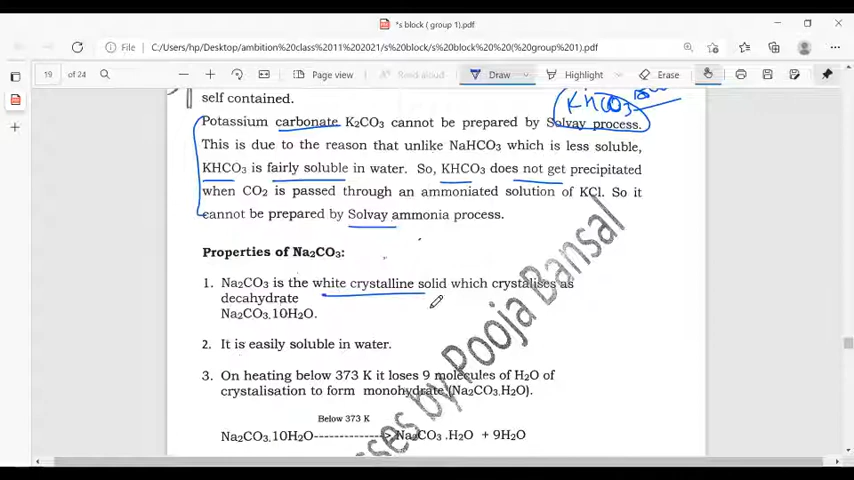 *s block ( group 1).pdf
File | C:/Users/hp/Desktop/ambition%20class%2011%202021/s%20block/s%20block%20%20(%20group%201).pdf
19 of 24 Page view Read aloud Draw Highlight Erase
self contained.
KHCO3
Potassium carbonate K2CO3 cannot be prepared by Solvay process.
This is due to the reason that unlike NaHCO3 which is less soluble,
KHCO3 is fairly soluble in water. So, KHCO3 does not get precipitated
when CO2 is passed through an ammoniated solution of KCl. So it
cannot be prepared by Solvay ammonia process.
Properties of Na2CO3:
1. Na2CO3 is the white crystalline solid which crystalises as
decahydrate
Na2CO3.10H2O.
2. It is easily soluble in water.
3. On heating below 373 K it loses 9 molecules of H2O of
crystalisation to form monohydrate (Na2CO3.H2O).
Below 373 K
Na2CO3.10H2O--------------> Na2CO3 .H2O + 9H2O
sses by Pooja Bansal